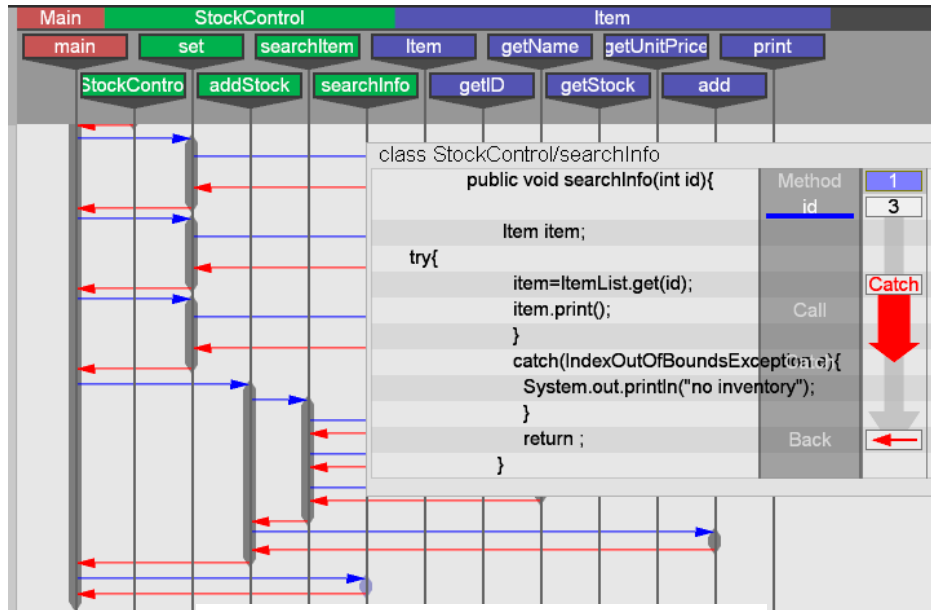 Main StockControl Item
main set searchItem Item getName getUnitPrice print
StockContro addStock searchInfo getID getStock add
class StockControl/searchInfo
public void searchInfo(int id){ Method 1
id 3
Item item;
try{
item=ItemList.get(id); Catch
item.print(); Call
}
catch(IndexOutOfBoundsException e){ Catch
System.out.println("no inventory");
}
return ; Back
}